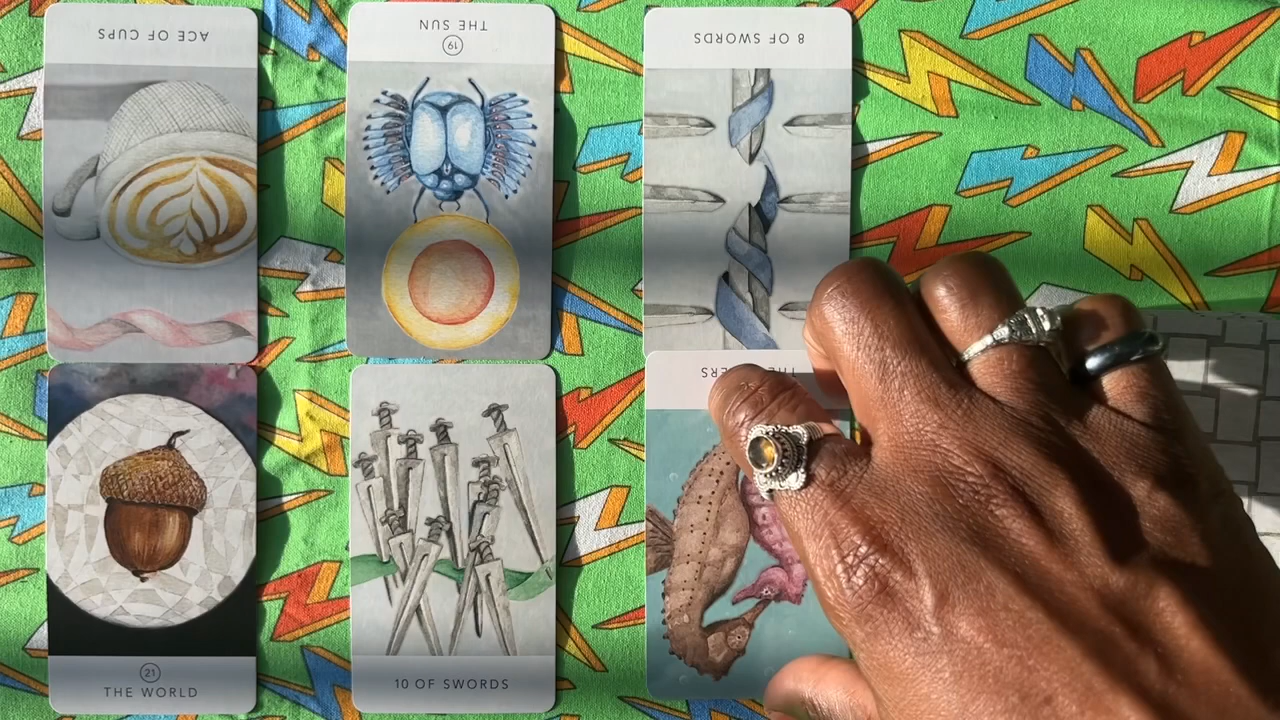 ACE OF CUPS
THE SUN
19
8 OF SWORDS
21
THE WORLD
10 OF SWORDS